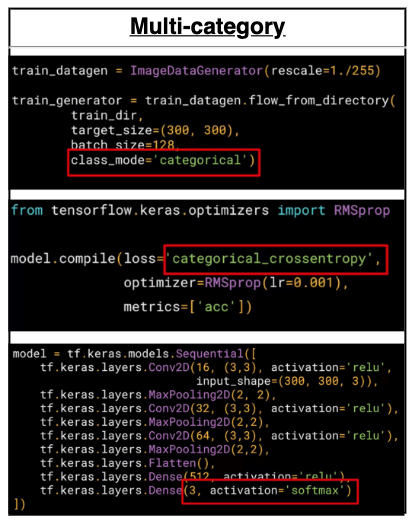 Multi-category
train_datagen = ImageDataGenerator(rescale=1./255)
train_generator = train_datagen.flow_from_directory(
train_dir,
target_size=(300, 300),
batch_size=128,
class_mode='categorical')
from tensorflow.keras.optimizers import RMSprop
model.compile(loss='categorical_crossentropy',
optimizer=RMSprop(lr=0.001),
metrics=['acc'])
model = tf.keras.models.Sequential([
tf.keras.layers.Conv2D(16, (3,3), activation='relu',
input_shape=(300, 300, 3)),
tf.keras.layers.MaxPooling2D(2, 2),
tf.keras.layers.Conv2D(32, (3,3), activation='relu'),
tf.keras.layers.MaxPooling2D(2,2),
tf.keras.layers.Conv2D(64, (3,3), activation='relu'),
tf.keras.layers.MaxPooling2D(2,2),
tf.keras.layers.Flatten(),
tf.keras.layers.Dense(512, activation='relu'),
tf.keras.layers.Dense(3, activation='softmax')
])